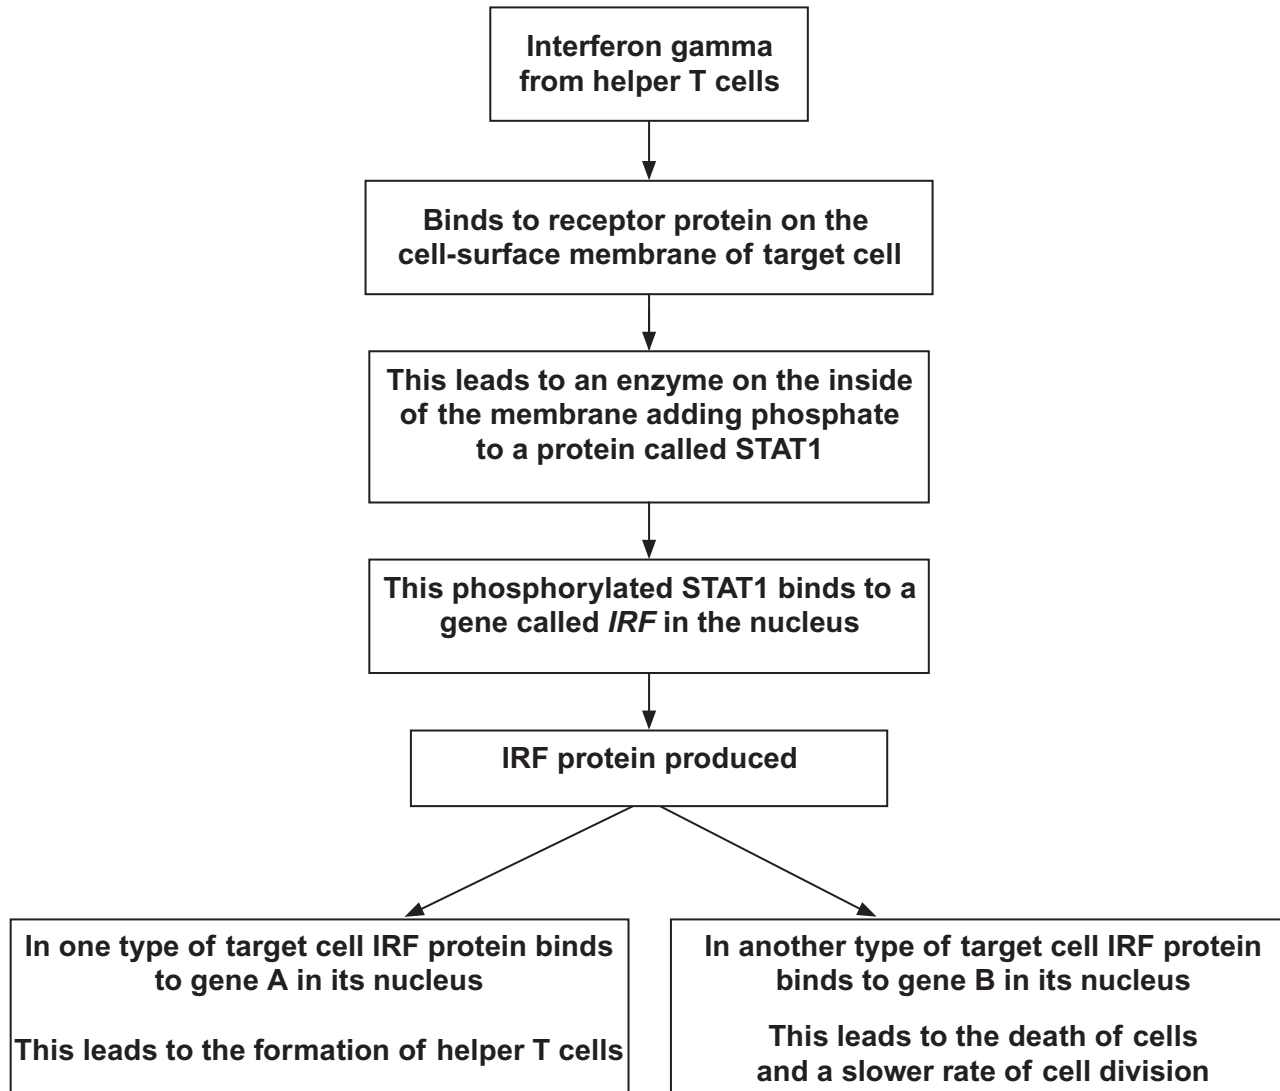 Interferon gamma
from helper T cells
Binds to receptor protein on the
cell-surface membrane of target cell
This leads to an enzyme on the inside
of the membrane adding phosphate
to a protein called STAT1
This phosphorylated STAT1 binds to a
gene called IRF in the nucleus
IRF protein produced
In one type of target cell IRF protein binds
to gene A in its nucleus
This leads to the formation of helper T cells
In another type of target cell IRF protein
binds to gene B in its nucleus
This leads to the death of cells
and a slower rate of cell division